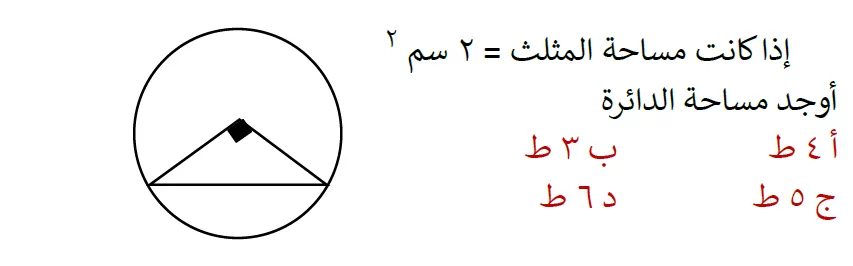 إذا كانت مساحة المثلث = ٢ سم ٢
أوجد مساحة الدائرة
أ ٤ ط ب ٣ ط
ج ٥ ط د ٦ ط